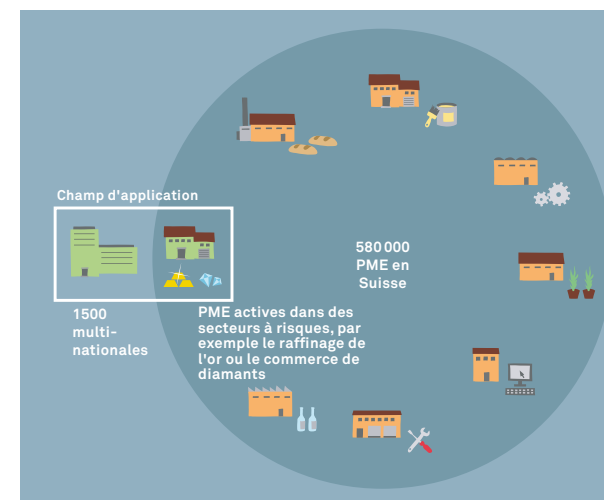 Champ d'application
580 000
PME en
Suisse
1500
multi-
nationales
PME actives dans des
secteurs à risques, par
exemple le raffinage de
l'or ou le commerce de
diamants